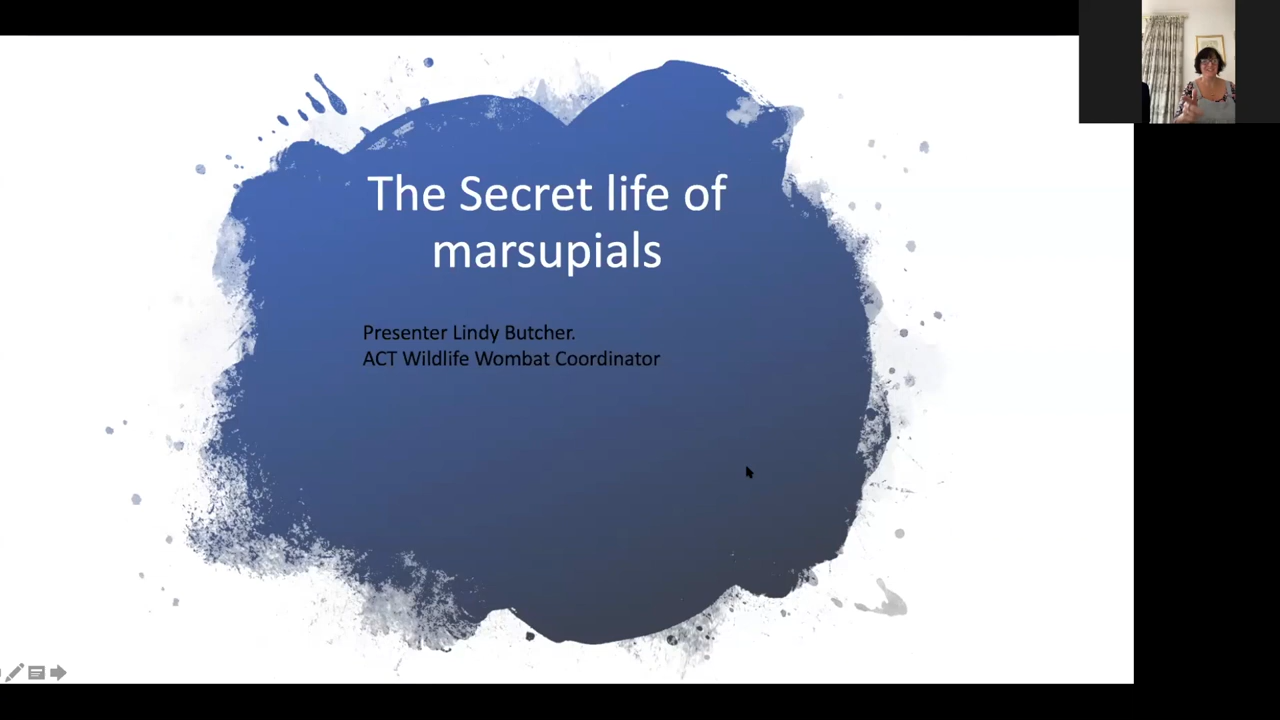 The Secret life of
marsupials
Presenter Lindy Butcher.
ACT Wildlife Wombat Coordinator